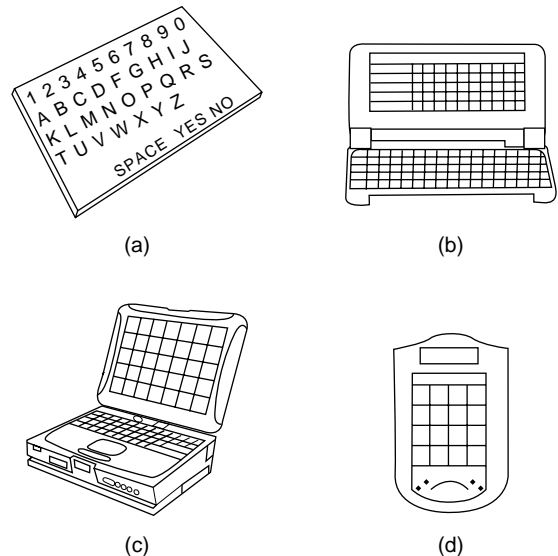 1 2 3 4 5 6 7 8 9 0
A B C D F G H I J
K L M N O P Q R S
T U V W X Y Z
SPACE YES NO
(a)
(b)
(c)
(d)